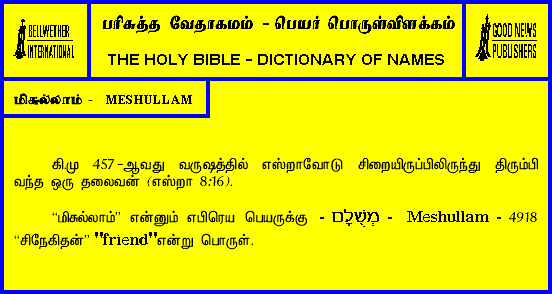 BELLWETHER
INTERNATIONAL
பரிசுத்த வேதாகமம் - பெயர் பொருள்விளக்கம்
THE HOLY BIBLE - DICTIONARY OF NAMES
GOOD NEWS
PUBLISHERS
மிசுல்லாம் - MESHULLAM
கி.மு 457-ஆவது வருஷத்தில் எஸ்றாவோடு சிறையிருப்பிலிருந்து திரும்பி
வந்த ஒரு தலைவன் (எஸ்றா 8:16).
“மிசுல்லாம்” என்னும் எபிரெய பெயருக்கு - מְשֻׁלָּם - Meshullam - 4918
“சிநேகிதன்” "friend"என்று பொருள்.